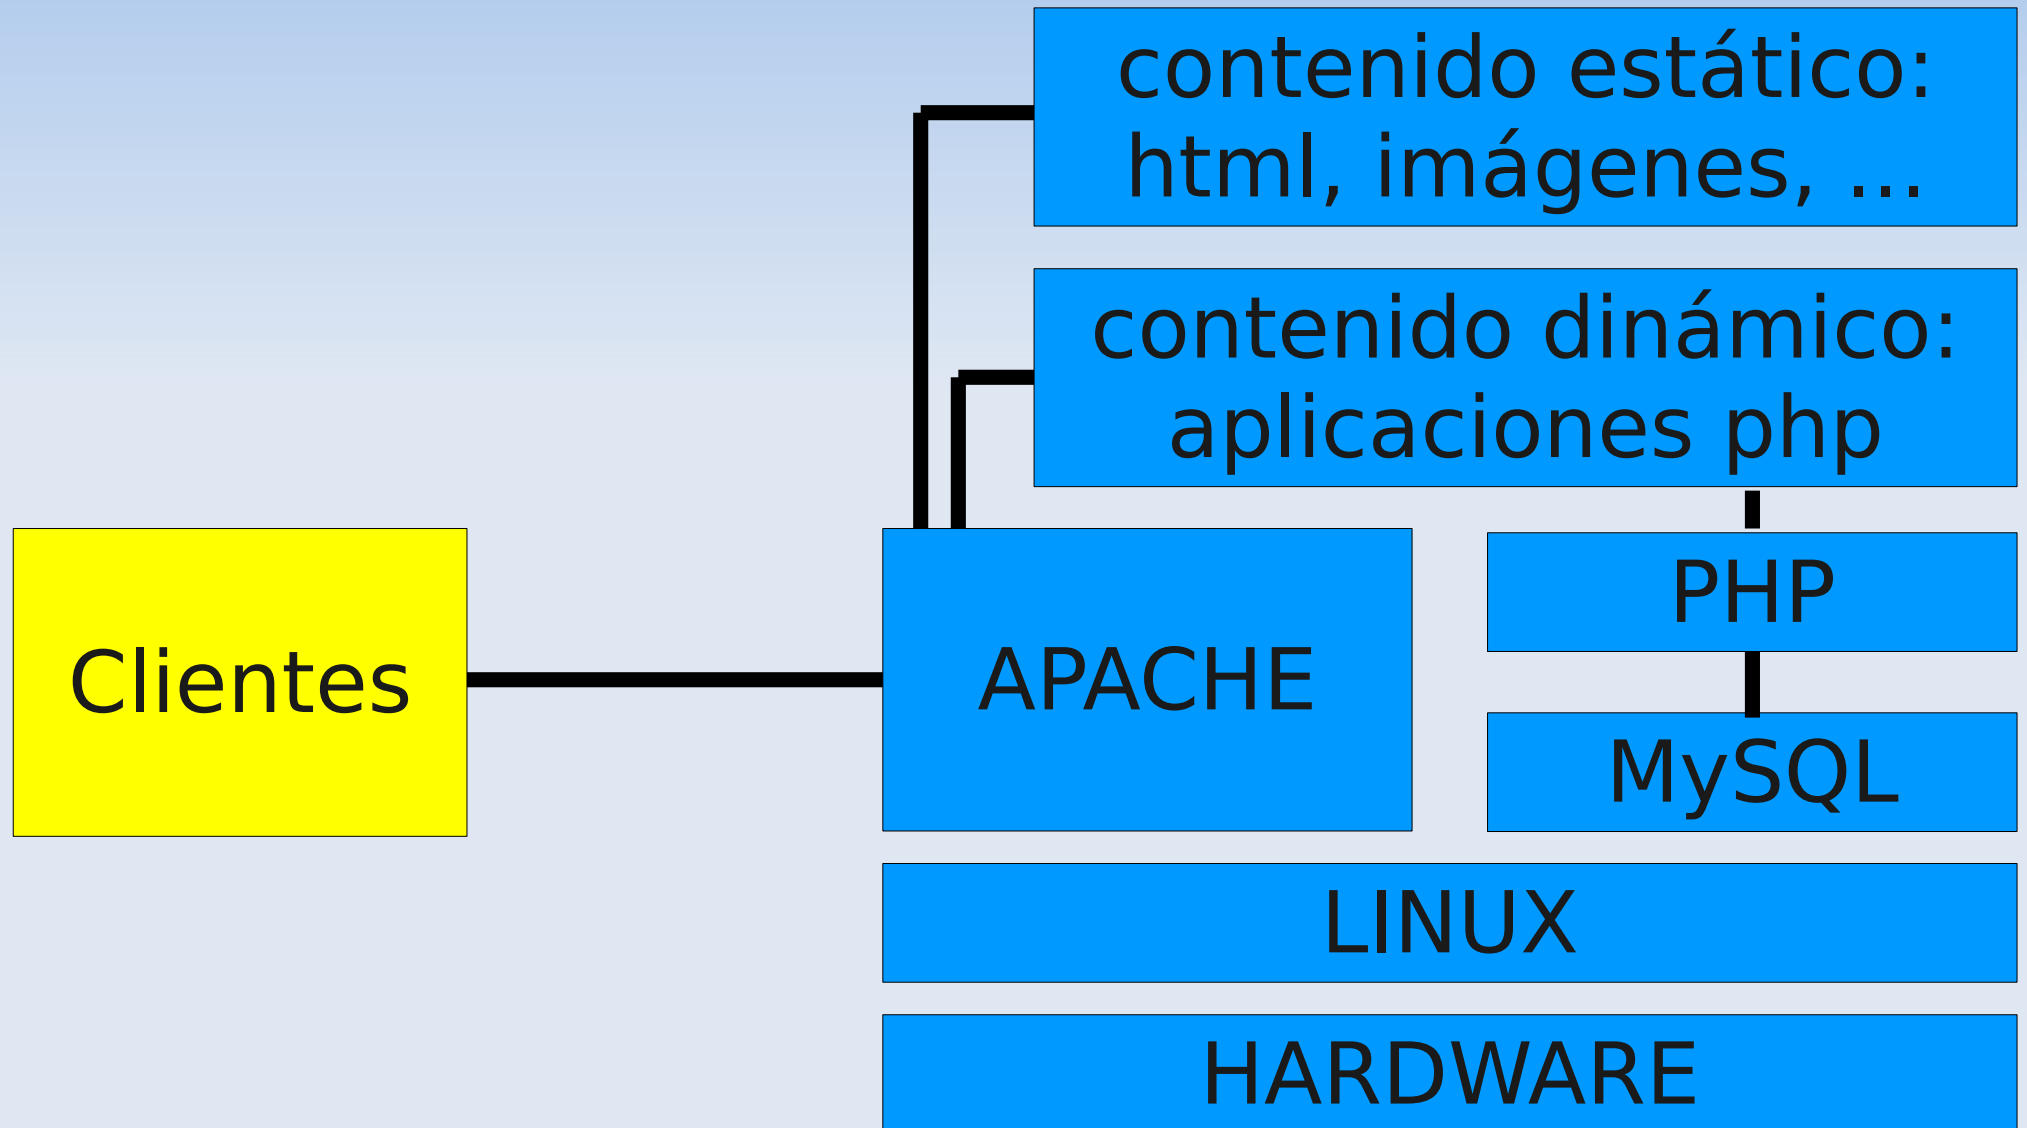 contenido estático:
html, imágenes, ...
contenido dinámico:
aplicaciones php
Clientes
APACHE
PHP
MySQL
LINUX
HARDWARE